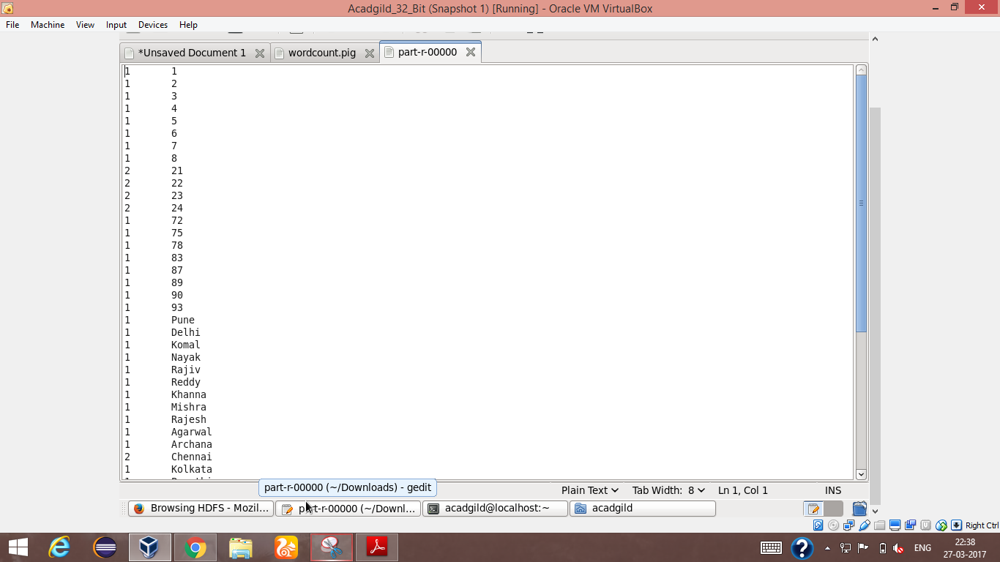 Acadgild_32_Bit (Snapshot 1) [Running] - Oracle VM VirtualBox
File Machine View Input Devices Help
*Unsaved Document 1 wordcount.pig part-r-00000
1 1
1 2
1 3
1 4
1 5
1 6
1 7
1 8
2 21
2 22
2 23
2 24
1 72
1 75
1 78
1 83
1 87
1 89
1 90
1 93
1 Pune
1 Delhi
1 Komal
1 Nayak
1 Rajiv
1 Reddy
1 Khanna
1 Mishra
1 Rajesh
1 Agarwal
1 Archana
2 Chennai
1 Kolkata
part-r-00000 (~/Downloads) - gedit
Plain Text Tab Width: 8 Ln 1, Col 1 INS
Browsing HDFS - Mozil... part-r-00000 (~/Downl... acadgild@localhost:~ acadgild
Right Ctrl
ENG 22:38
27-03-2017